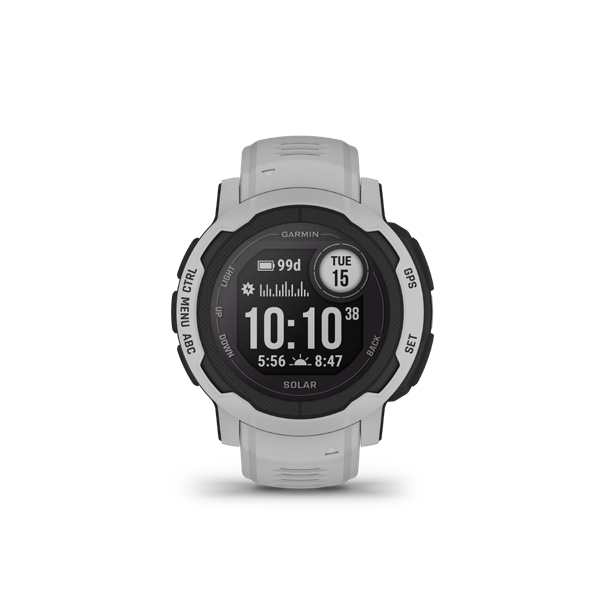 GARMIN
99d
TUE
15
10:10 38
5:56 8:47
SOLAR
LIGHT
UP
DOWN
BACK
CTRL
MENU
ABC
GPS
SET